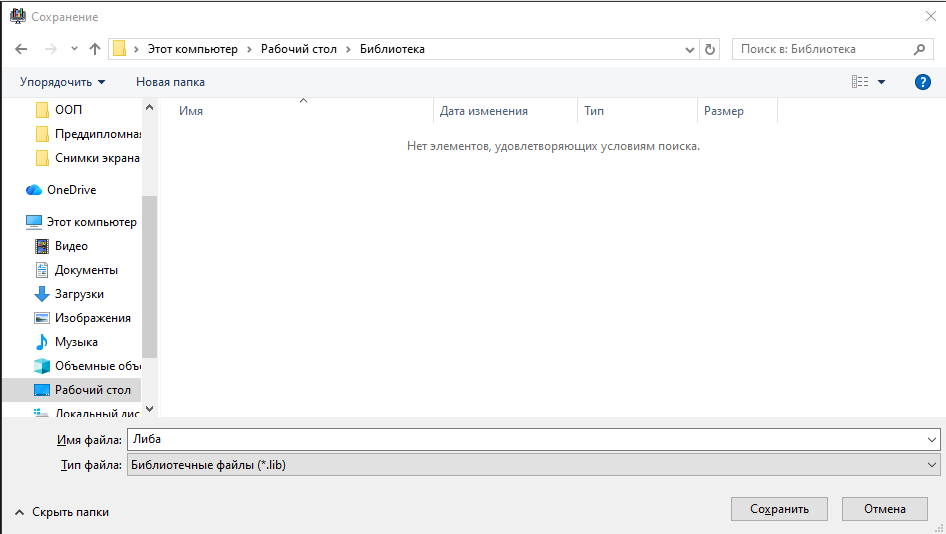 Сохранение
Этот компьютер Рабочий стол Библиотека
Поиск в: Библиотека
Упорядочить Новая папка
?
Имя Дата изменения Тип Размер
Нет элементов, удовлетворяющих условиям поиска.
ООП
Преддипломна
Снимки экрана
OneDrive
Этот компьютер
Видео
Документы
Загрузки
Изображения
Музыка
Объемные объ
Рабочий стол
Локальный дис
Имя файла: Либа
Тип файла: Библиотечные файлы (*.lib)
Скрыть папки
Сохранить Отмена